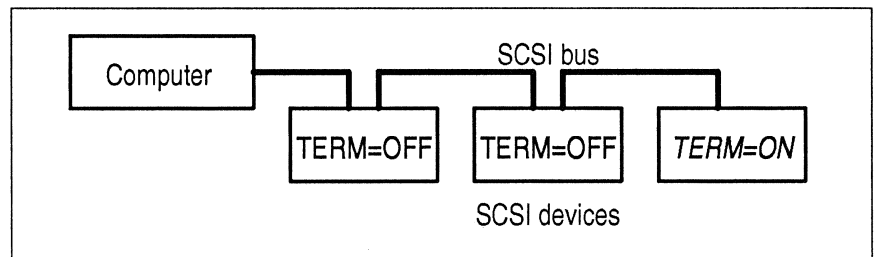 SCSI bus
Computer
TERM=OFF TERM=OFF TERM=ON
SCSI devices